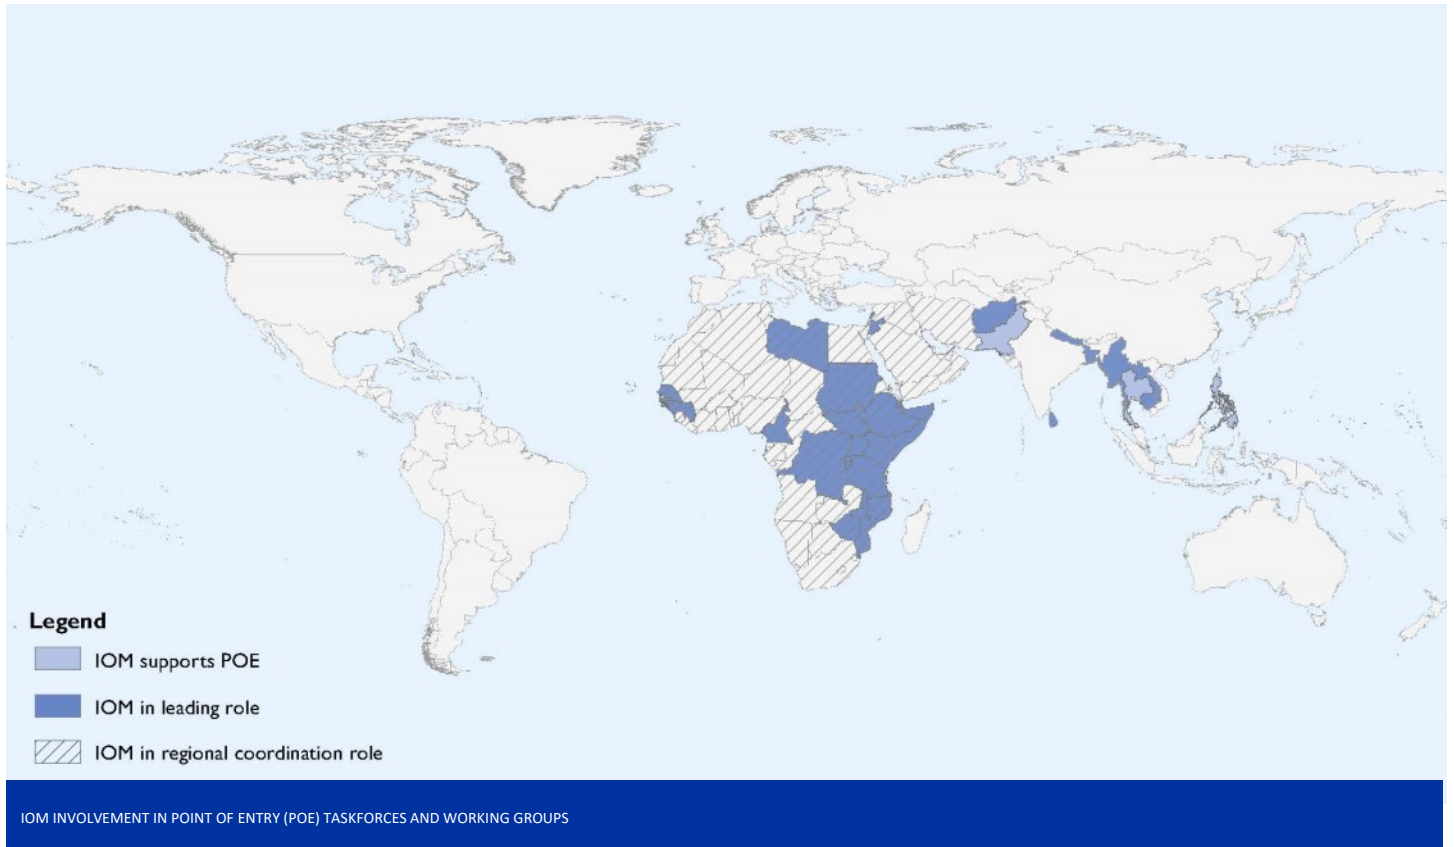 Legend
IOM supports POE
IOM in leading role
IOM in regional coordination role
IOM INVOLVEMENT IN POINT OF ENTRY (POE) TASKFORCES AND WORKING GROUPS